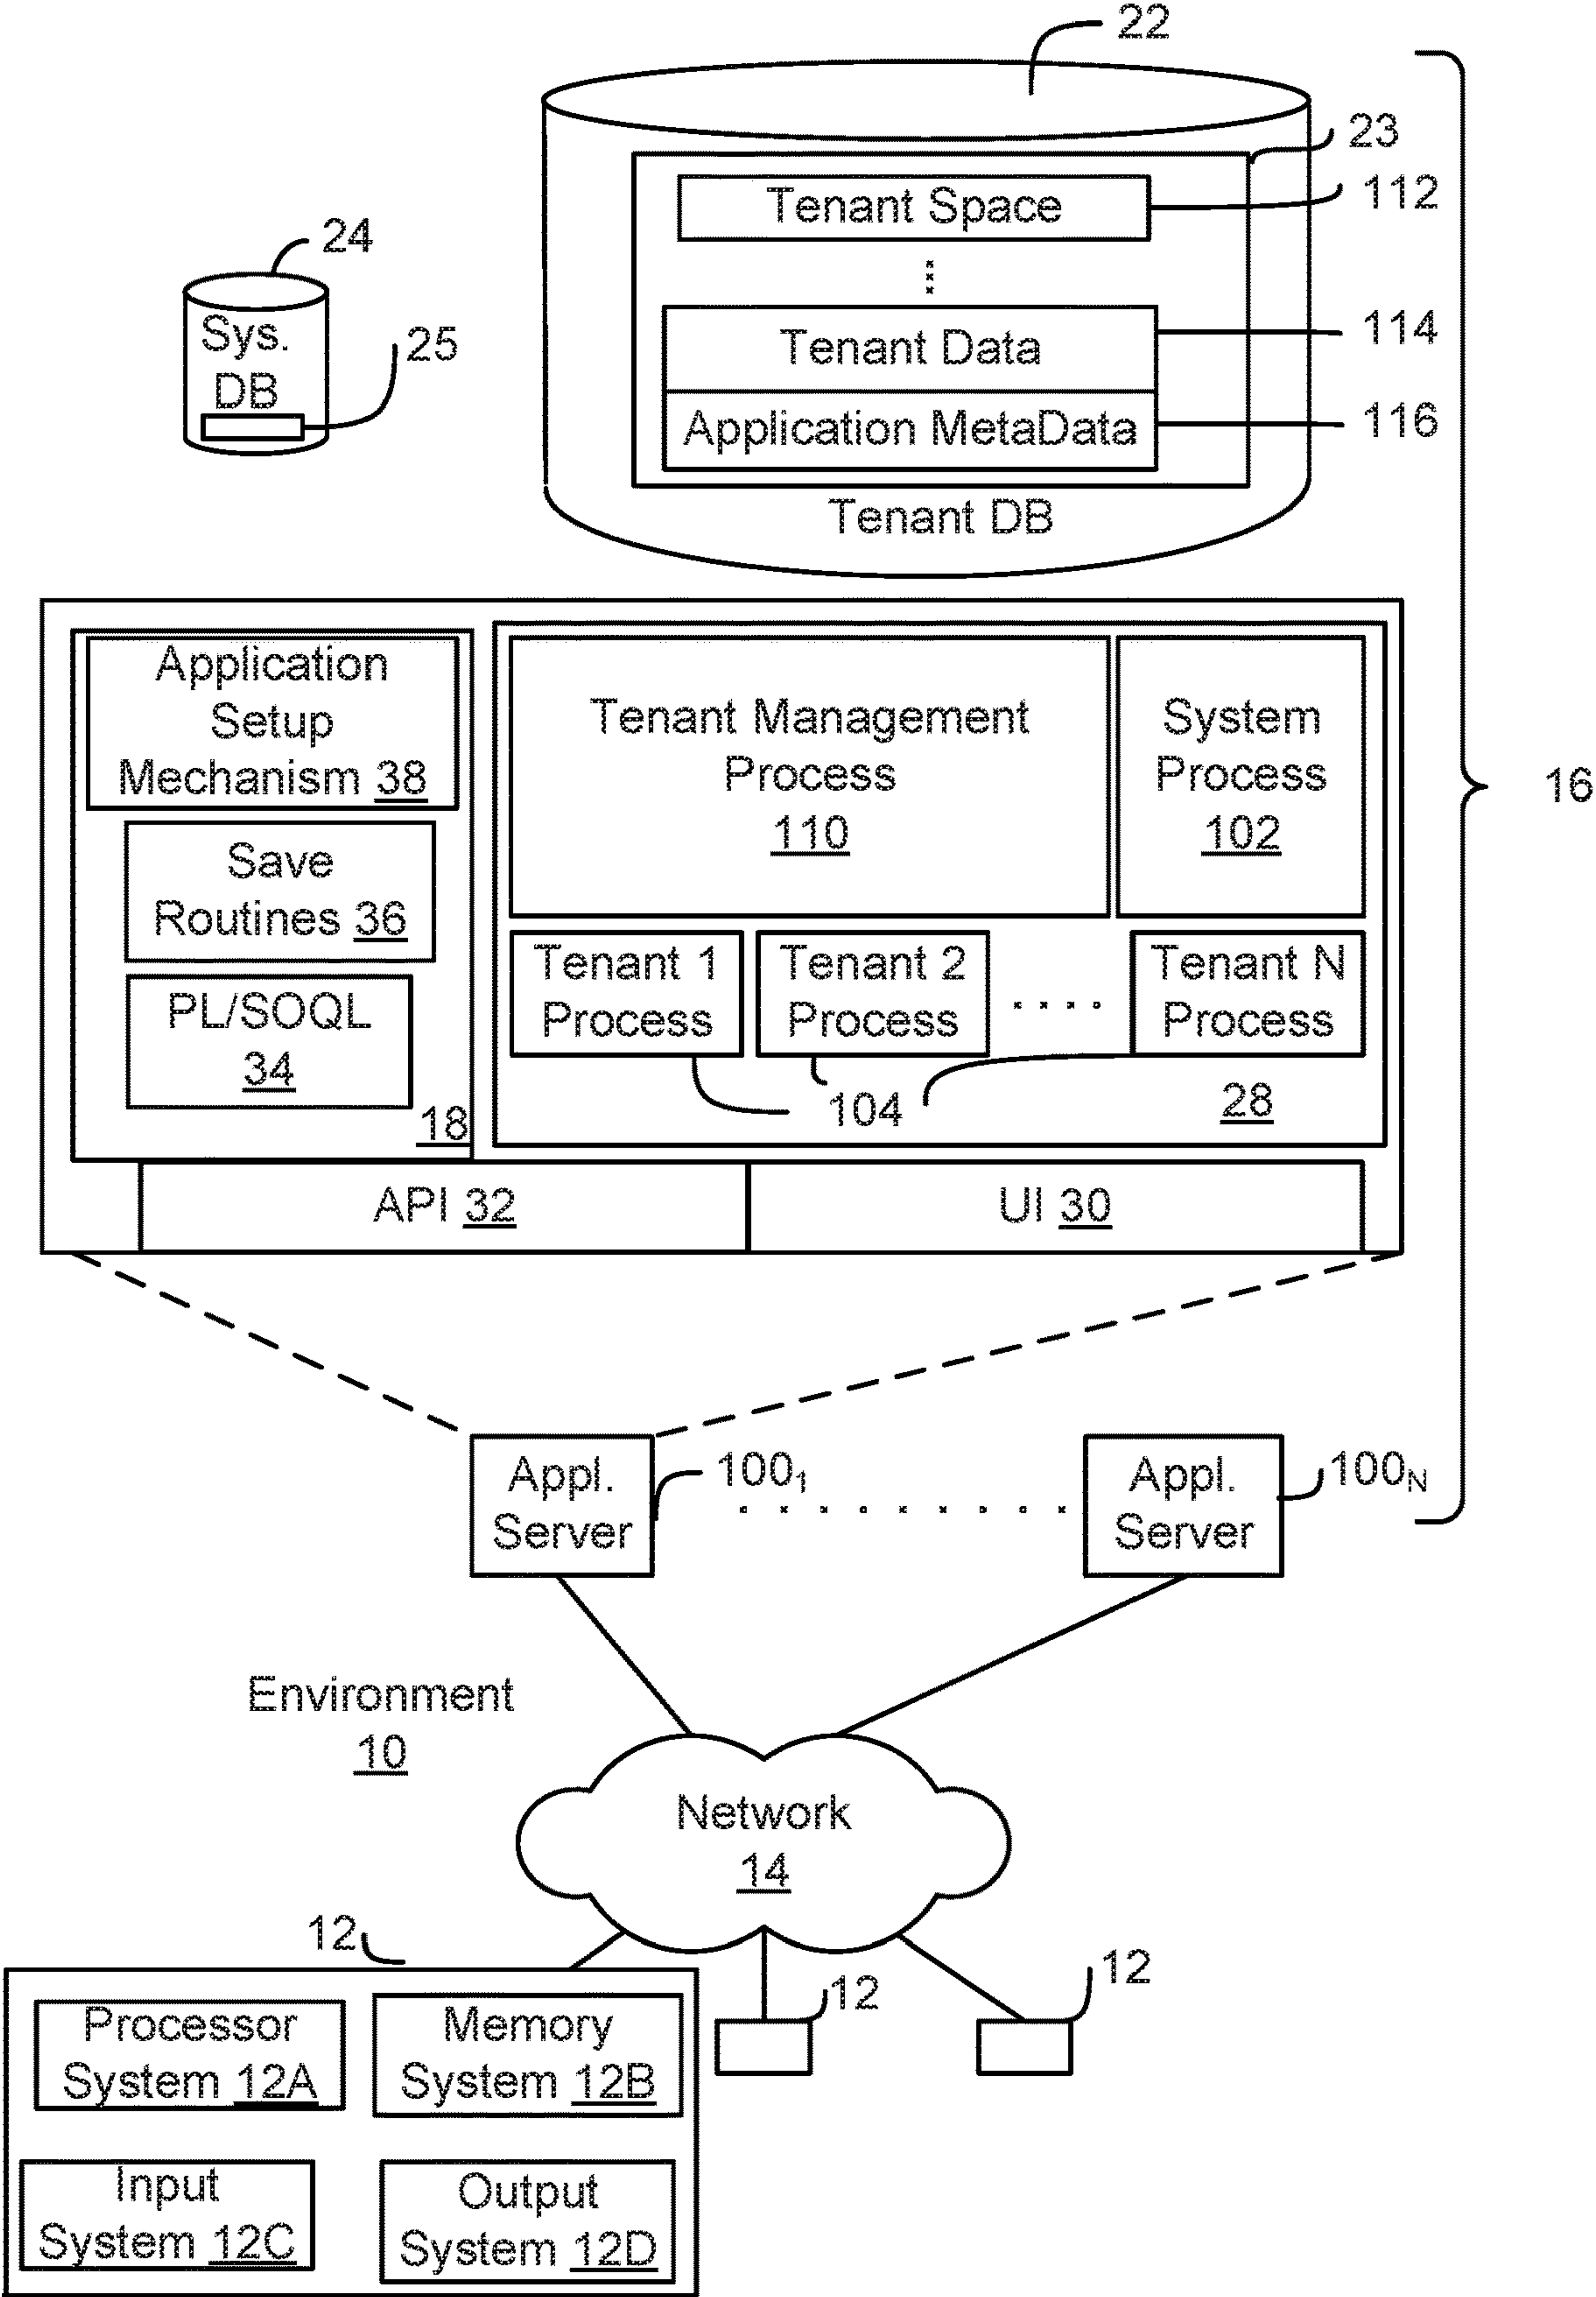 22
23
Tenant Space
112
24
Sys.
DB
25
Tenant Data
114
Application MetaData
116
Tenant DB
Application
Setup
Mechanism 38
Save
Routines 36
PL/SOQL
34
18
Tenant Management
Process
110
System
Process
102
Tenant 1
Process
Tenant 2
Process
Tenant N
Process
104
28
API 32
UI 30
16
Appl.
Server
100₁
Appl.
Server
100N
Environment
10
Network
14
12
Processor
System 12A
Memory
System 12B
Input
System 12C
Output
System 12D
12
12